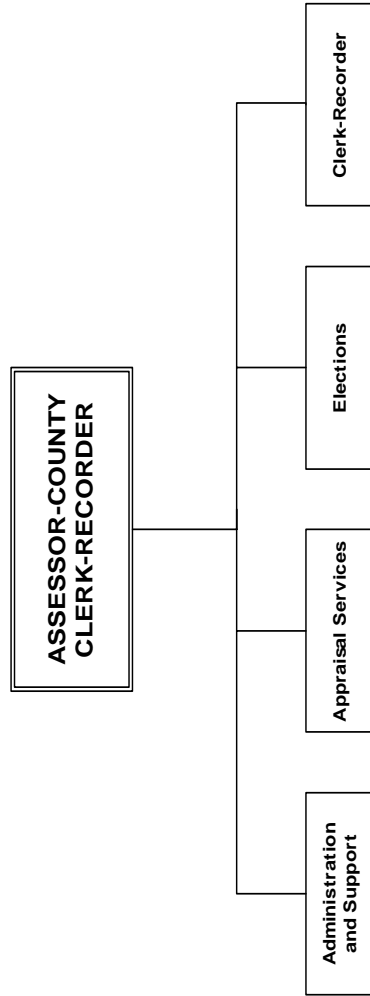 ASSESSOR-COUNTY
CLERK-RECORDER
Administration
and Support
Appraisal Services
Elections
Clerk-Recorder